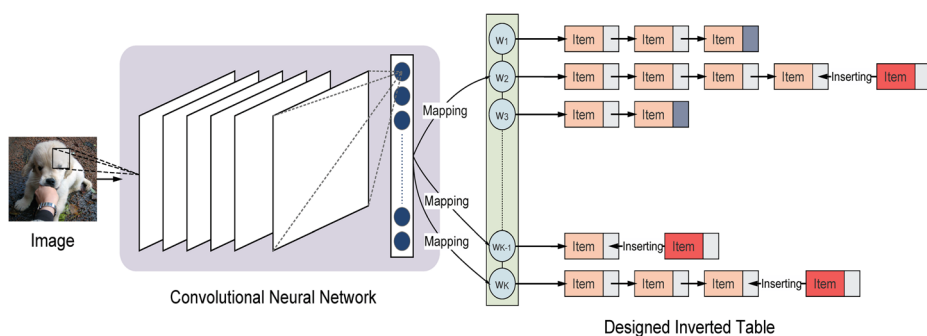 W1 Item Item Item
Mapping W2 Item Item Item Item Inserting Item
W3 Item Item
Image
Mapping WK-1 Item Inserting Item
Mapping WK Item Item Item Inserting Item
Convolutional Neural Network
Designed Inverted Table